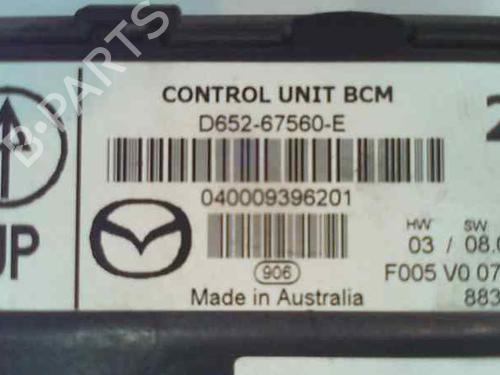 CONTROL UNIT BCM
D652-67560-E
040009396201
HW SW
03 / 08.0
UP
906
F005 V0 07
Made in Australia
883
B-PARTS